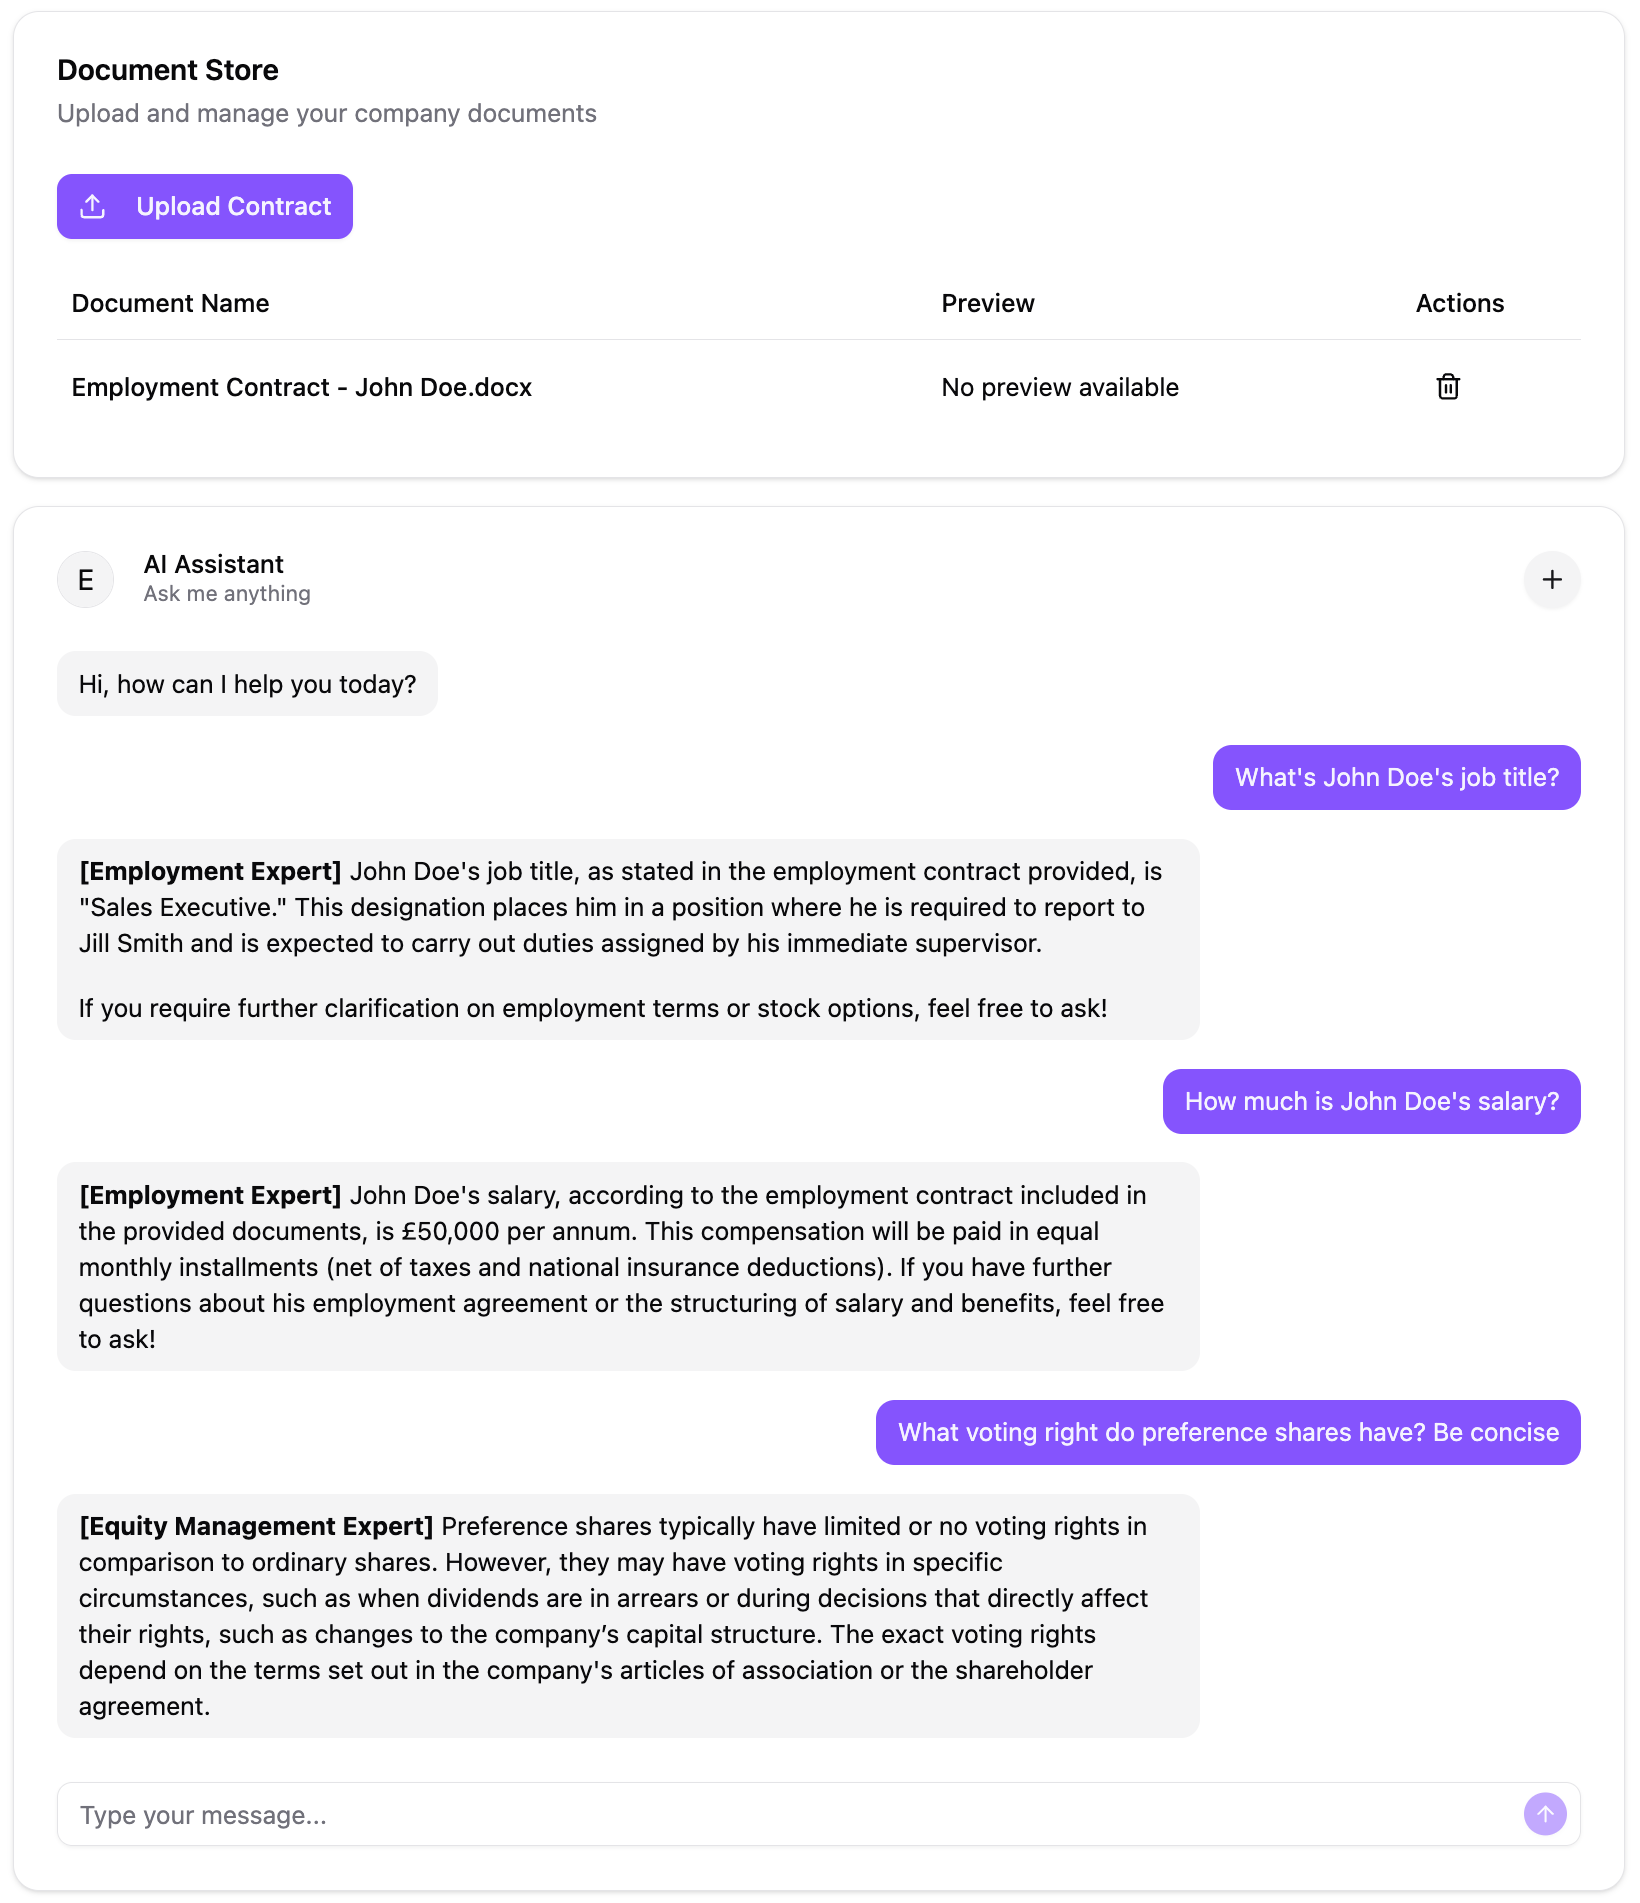 Document Store
Upload and manage your company documents
Upload Contract
Document Name Preview Actions
Employment Contract - John Doe.docx No preview available
E
AI Assistant
Ask me anything
Hi, how can I help you today?
What's John Doe's job title?
[Employment Expert] John Doe's job title, as stated in the employment contract provided, is
"Sales Executive." This designation places him in a position where he is required to report to
Jill Smith and is expected to carry out duties assigned by his immediate supervisor.
If you require further clarification on employment terms or stock options, feel free to ask!
How much is John Doe's salary?
[Employment Expert] John Doe's salary, according to the employment contract included in
the provided documents, is £50,000 per annum. This compensation will be paid in equal
monthly installments (net of taxes and national insurance deductions). If you have further
questions about his employment agreement or the structuring of salary and benefits, feel free
to ask!
What voting right do preference shares have? Be concise
[Equity Management Expert] Preference shares typically have limited or no voting rights in
comparison to ordinary shares. However, they may have voting rights in specific
circumstances, such as when dividends are in arrears or during decisions that directly affect
their rights, such as changes to the company’s capital structure. The exact voting rights
depend on the terms set out in the company's articles of association or the shareholder
agreement.
Type your message...